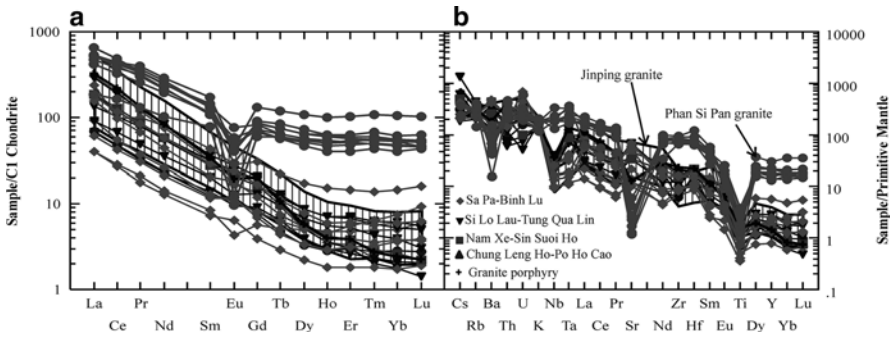 a
b
1000
100
10
1
Sample/C1 Chondrite
La Pr Nd Sm Eu Tb Ho Tm Lu
Ce Gd Dy Er Yb
Jinping granite
Phan Si Pan granite
Sa Pa-Binh Lu
Si Lo Lau-Tung Qua Lin
Nam Xe-Sin Suoi Ho
Chung Leng Ho-Po Ho Cao
Granite porphyry
10000
1000
100
10
1
.1
Sample/Primitive Mantle
Cs Ba U Nb La Pr Nd Sm Ti Y Lu
Rb Th K Ta Ce Sr Zr Hf Eu Dy Yb